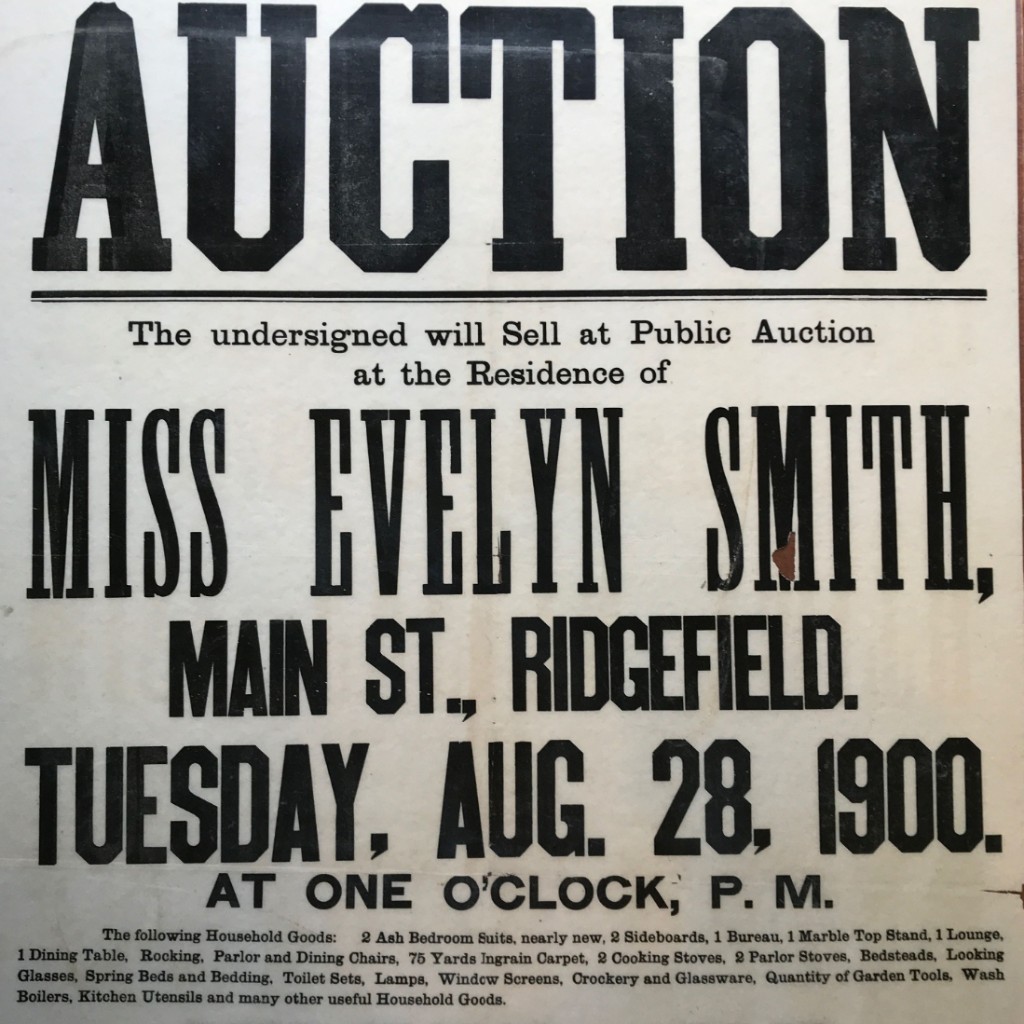 AUCTION
The undersigned will Sell at Public Auction
at the Residence of
MISS EVELYN SMITH,
MAIN ST., RIDGEFIELD.
TUESDAY, AUG. 28, 1900.
AT ONE O'CLOCK, P. M.
The following Household Goods: 2 Ash Bedroom Suits, nearly new, 2 Sideboards, 1 Bureau, 1 Marble Top Stand, 1 Lounge,
1 Dining Table, Rocking, Parlor and Dining Chairs, 75 Yards Ingrain Carpet, 2 Cooking Stoves, 2 Parlor Stoves, Bedsteads, Looking
Glasses, Spring Beds and Bedding, Toilet Sets, Lamps, Window Screens, Crockery and Glassware, Quantity of Garden Tools, Wash
Boilers, Kitchen Utensils and many other useful Household Goods.